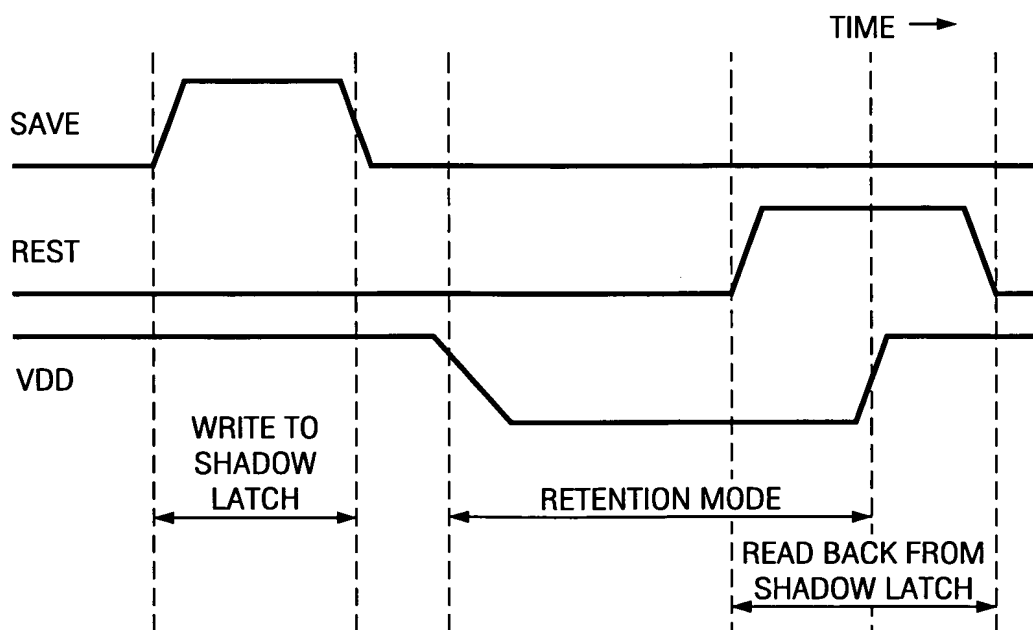 TIME
SAVE
REST
VDD
WRITE TO
SHADOW
LATCH
RETENTION MODE
READ BACK FROM
SHADOW LATCH